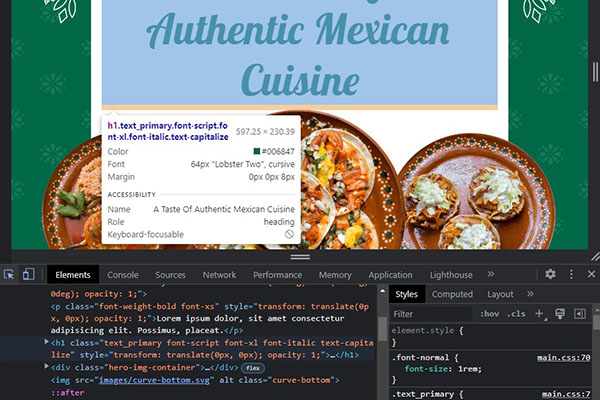 Authentic Mexican
Cuisine
h1.text_primary.font-script.fo
nt-xl.font-italic.text-capitalize
597.25 × 230.39
Color #006847
Font 64px "Lobster Two", cursive
Margin 0px 0px 8px
ACCESSIBILITY
Name A Taste Of Authentic Mexican Cuisine
Role heading
Keyboard-focusable
Elements Console Sources Network Performance Memory Application Lighthouse »
0deg); opacity: 1;">
<p class="font-weight-bold font-xs" style="transform: translate(0p
x, 0px); opacity: 1;">Lorem ipsum dolor, sit amet consectetur
adipisicing elit. Possimus, placeat.</p>
<h1 class="text_primary font-script font-xl font-italic text-capita
lize" style="transform: translate(0px, 0px); opacity: 1;">…</h1>
<div class="hero-img-container">…</div> flex
<img src="images/curve-bottom.svg" alt class="curve-bottom">
::after
Styles Computed Layout »
Filter :hov .cls +
element.style {
}
.font-normal { main.css:70
font-size: 1rem;
}
.text_primary { main.css:7